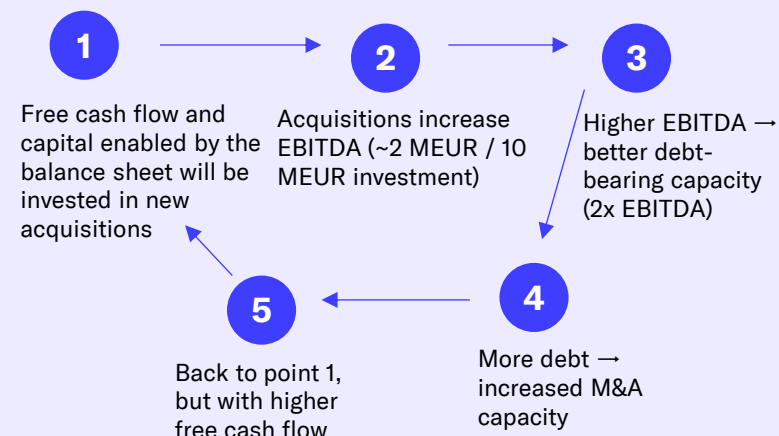 1
Free cash flow and
capital enabled by the
balance sheet will be
invested in new
acquisitions
2
Acquisitions increase
EBITDA (~2 MEUR / 10
MEUR investment)
3
Higher EBITDA →
better debt-
bearing capacity
(2x EBITDA)
4
More debt →
increased M&A
capacity
5
Back to point 1,
but with higher
free cash flow